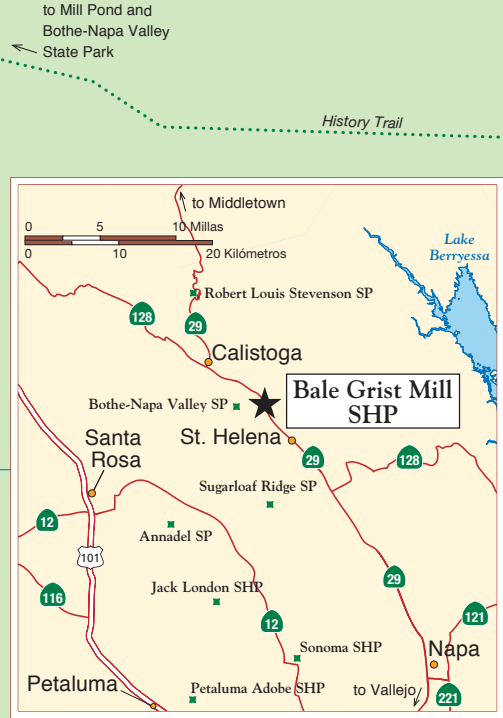 to Mill Pond and
Bothe-Napa Valley
State Park
History Trail
to Middletown
0 5 10 Millas
0 10 20 Kilómetros
Lake
Berryessa
Robert Louis Stevenson SP
128
29
Calistoga
Bale Grist Mill
SHP
Bothe-Napa Valley SP
Santa
Rosa
St. Helena
29
128
Sugarloaf Ridge SP
12
Annadel SP
101
29
116
Jack London SHP
121
12
Sonoma SHP
Napa
Petaluma
Petaluma Adobe SHP
to Vallejo
221